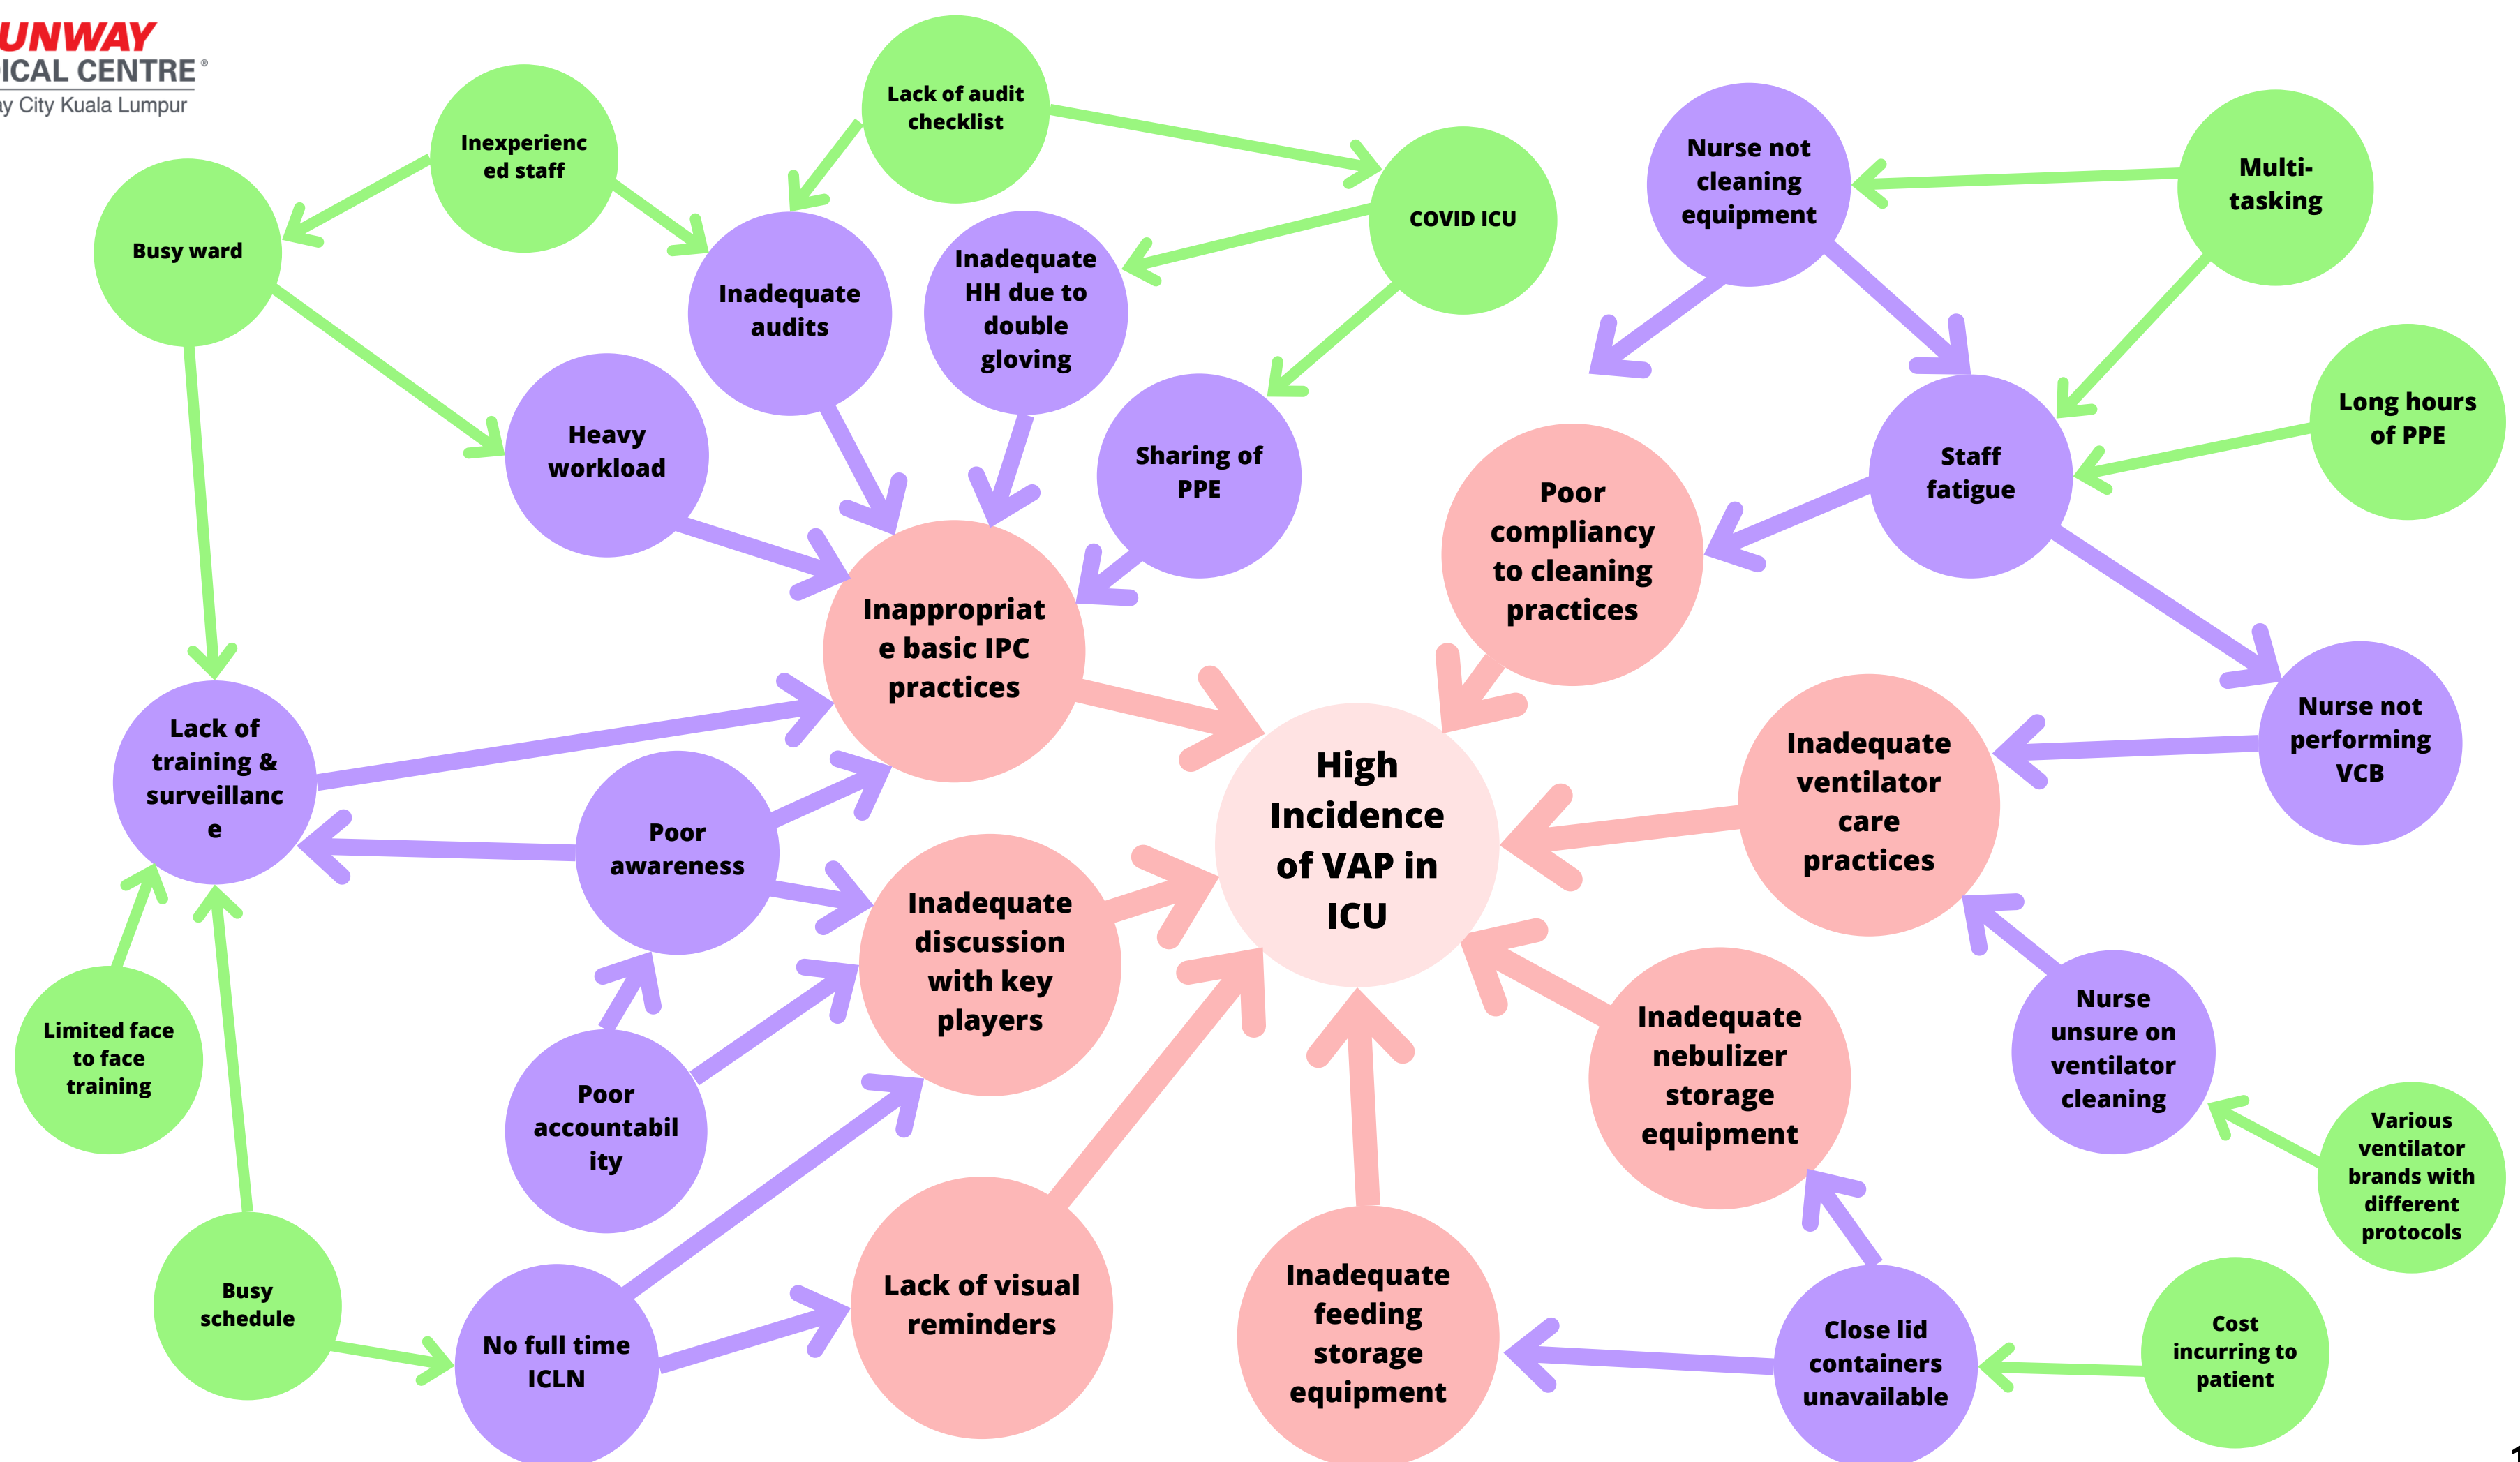 UNWAY
DICAL CENTRE®
ay City Kuala Lumpur
Inexperienc
ed staff
Lack of audit
checklist
Busy ward
COVID ICU
Nurse not
cleaning
equipment
Multi-
tasking
Inadequate
audits
Inadequate
HH due to
double
gloving
Heavy
workload
Sharing of
PPE
Long hours
of PPE
Staff
fatigue
Poor
compliancy
to cleaning
practices
Inappropriat
e basic IPC
practices
Lack of
training &
surveillanc
e
Poor
awareness
High
Incidence
of VAP in
ICU
Inadequate
ventilator
care
practices
Nurse not
performing
VCB
Inadequate
discussion
with key
players
Limited face
to face
training
Poor
accountabil
ity
Inadequate
nebulizer
storage
equipment
Nurse
unsure on
ventilator
cleaning
Various
ventilator
brands with
different
protocols
Busy
schedule
No full time
ICLN
Lack of visual
reminders
Inadequate
feeding
storage
equipment
Close lid
containers
unavailable
Cost
incurring to
patient